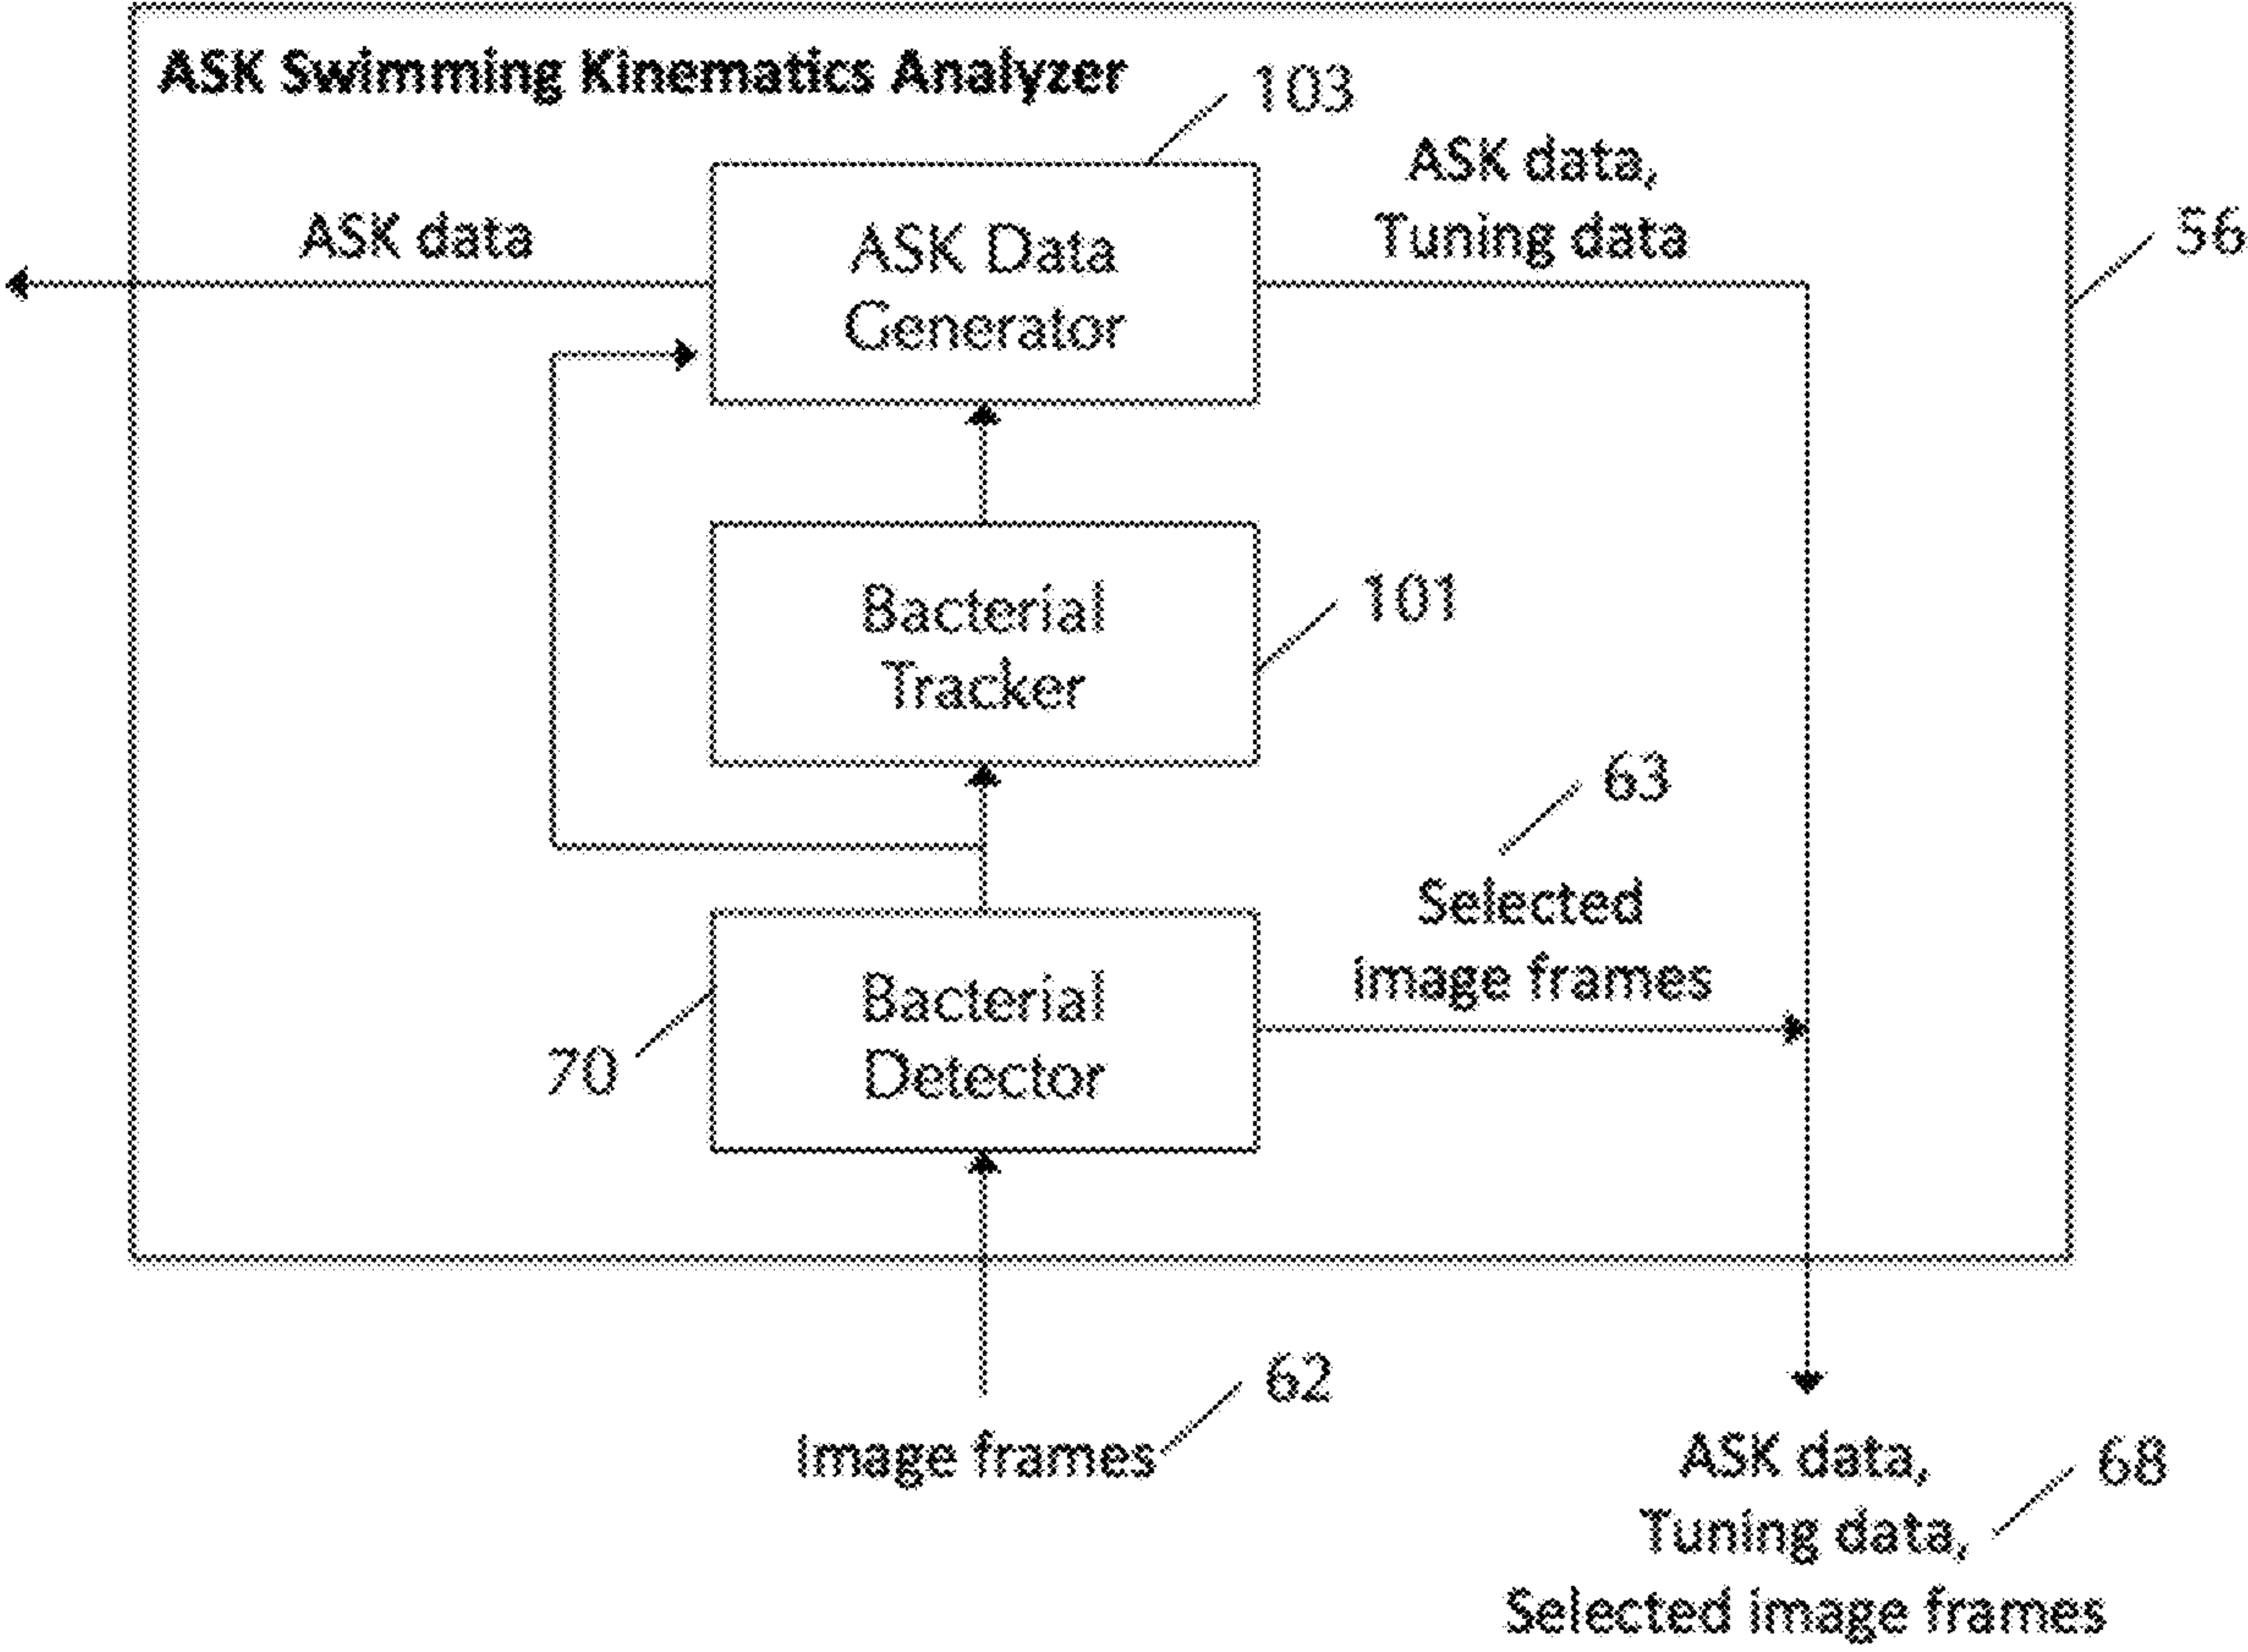 ASK Swimming Kinematics Analyzer
103
ASK data,
Tuning data
56
ASK data
ASK Data
Generator
Bacterial
Tracker
101
63
Selected
image frames
Bacterial
Detector
70
62
Image frames
ASK data,
Tuning data,
Selected image frames
68